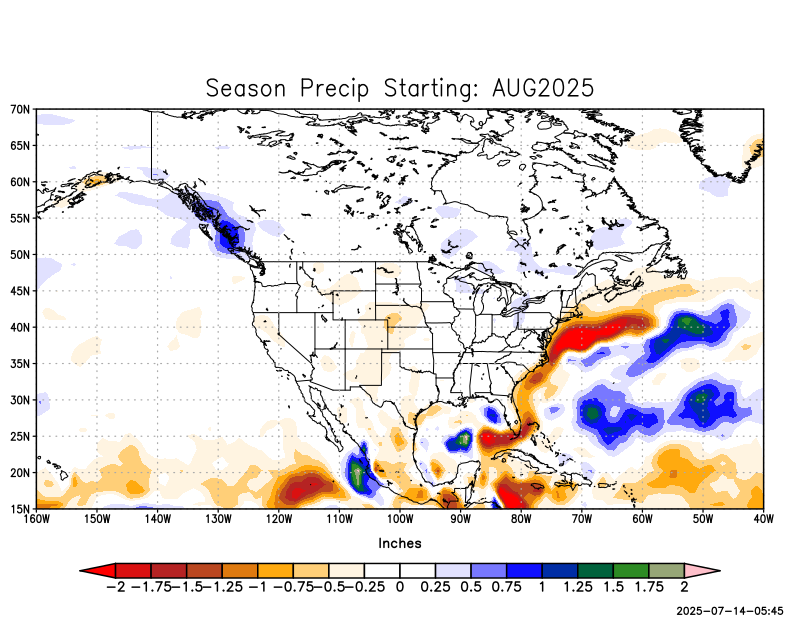 Season Precip Starting: AUG2025
70N
65N
60N
55N
50N
45N
40N
35N
30N
25N
20N
15N
160W 150W 140W 130W 120W 110W 100W 90W 80W 70W 60W 50W 40W
Inches
-2 -1.75-1.5-1.25 -1 -0.75-0.5-0.25 0 0.25 0.5 0.75 1 1.25 1.5 1.75 2
2025-07-14-05:45